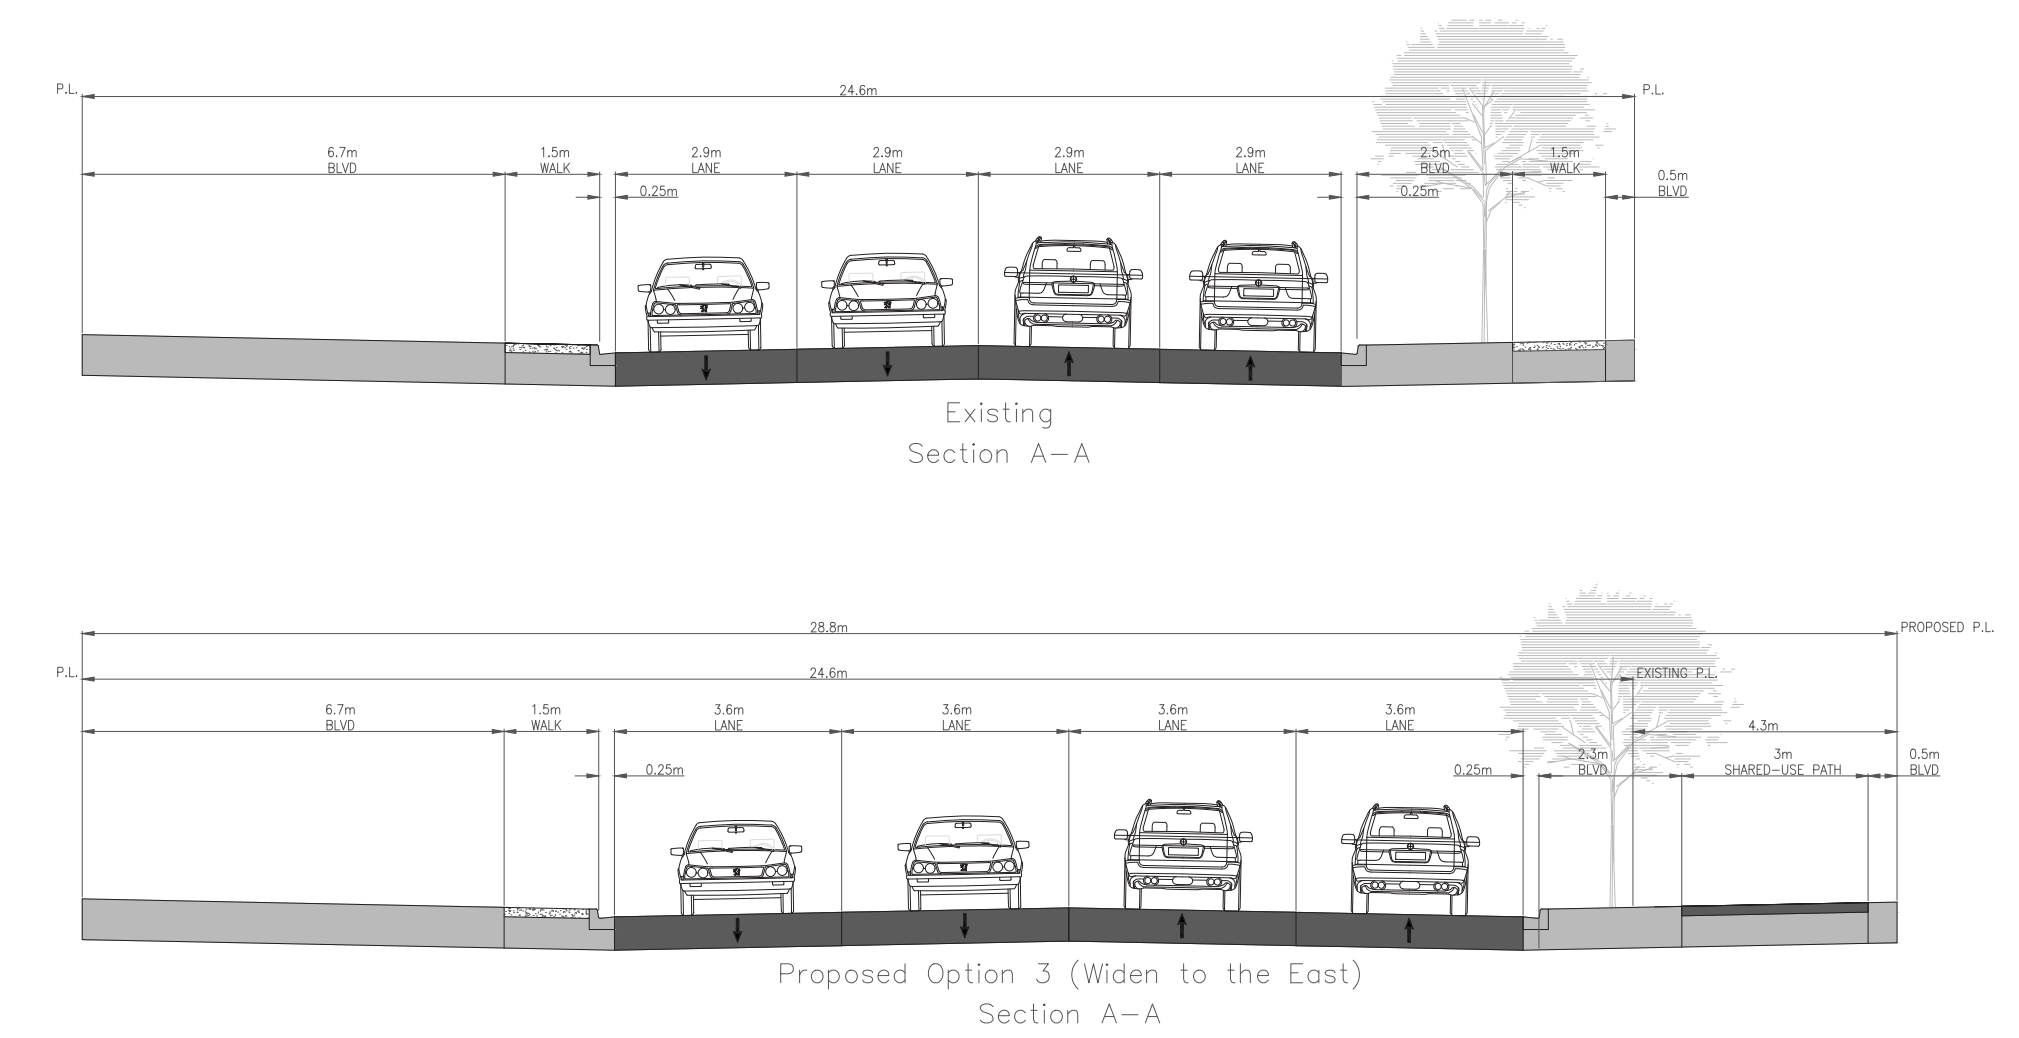 P.L. 24.6m P.L.
6.7m 1.5m 2.9m 2.9m 2.9m 2.9m 2.5m 1.5m 0.5m
BLVD WALK LANE LANE LANE LANE BLVD WALK BLVD
0.25m 0.25m
Existing
Section A-A
28.8m PROPOSED P.L.
P.L. 24.6m EXISTING P.L.
6.7m 1.5m 3.6m 3.6m 3.6m 3.6m 4.3m
BLVD WALK LANE LANE LANE LANE
2.3m 3m 0.5m
0.25m 0.25m BLVD SHARED-USE PATH BLVD
Proposed Option 3 (Widen to the East)
Section A-A